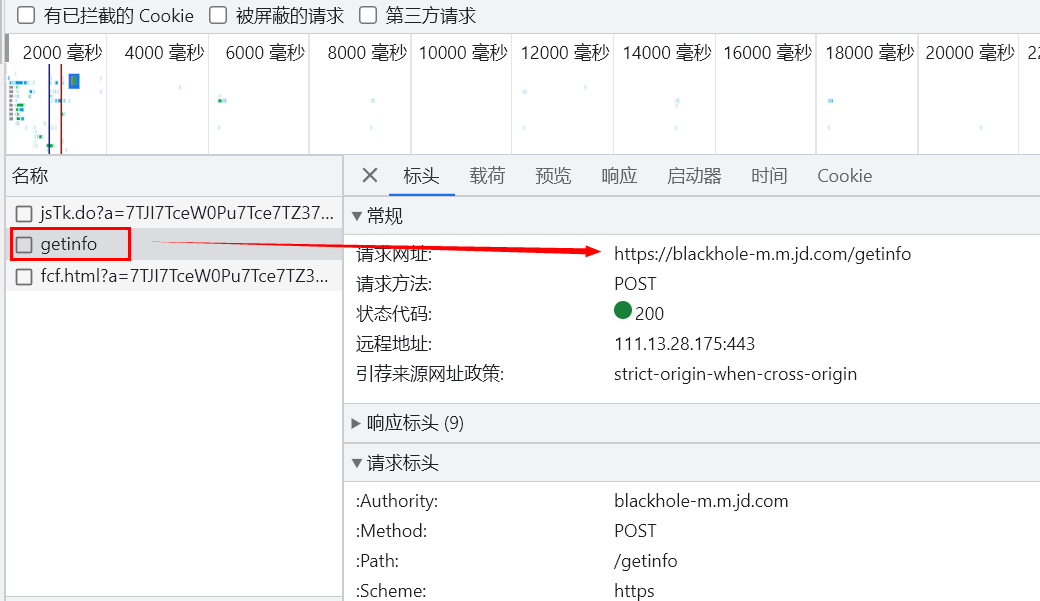 有已拦截的 Cookie 被屏蔽的请求 第三方请求
2000 毫秒 4000 毫秒 6000 毫秒 8000 毫秒 10000 毫秒 12000 毫秒 14000 毫秒 16000 毫秒 18000 毫秒 20000 毫秒 22
名称
jsTk.do?a=7TJI7TceW0Pu7Tce7TZ37...
getinfo
fcf.html?a=7TJI7TceW0Pu7Tce7TZ3...
标头 载荷 预览 响应 启动器 时间 Cookie
常规
请求网址: https://blackhole-m.m.jd.com/getinfo
请求方法: POST
状态代码: 200
远程地址: 111.13.28.175:443
引荐来源网址政策: strict-origin-when-cross-origin
响应标头 (9)
请求标头
:Authority: blackhole-m.m.jd.com
:Method: POST
:Path: /getinfo
:Scheme: https